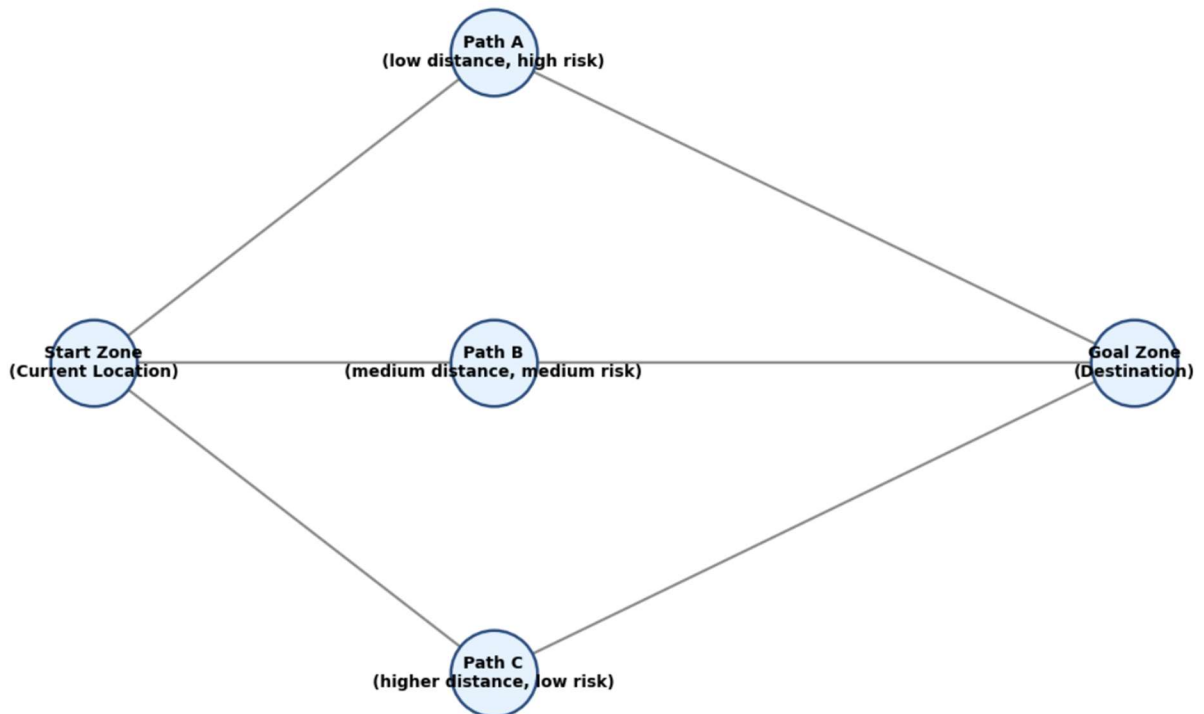 Path A
(low distance, high risk)
Start Zone
(Current Location)
Path B
(medium distance, medium risk)
Goal Zone
(Destination)
Path C
(higher distance, low risk)